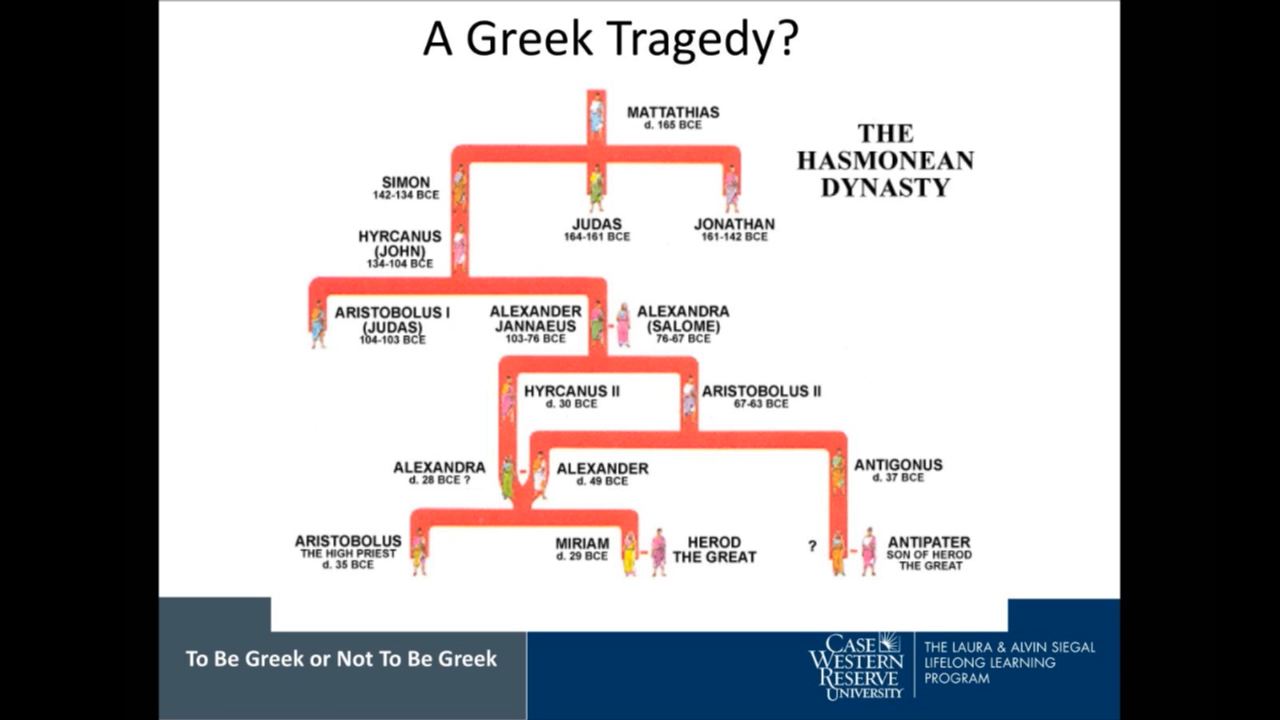 A Greek Tragedy?
MATTATHIAS
d. 165 BCE
THE
HASMONEAN
DYNASTY
SIMON
142-134 BCE
JUDAS
164-161 BCE
JONATHAN
161-142 BCE
HYRCANUS
(JOHN)
134-104 BCE
ARISTOBOLUS I
(JUDAS)
104-103 BCE
ALEXANDER
JANNAEUS
103-76 BCE
ALEXANDRA
(SALOME)
76-67 BCE
HYRCANUS II
d. 30 BCE
ARISTOBOLUS II
67-63 BCE
ALEXANDRA
d. 28 BCE ?
ALEXANDER
d. 49 BCE
ANTIGONUS
d. 37 BCE
ARISTOBOLUS
THE HIGH PRIEST
d. 35 BCE
MIRIAM
d. 29 BCE
HEROD
THE GREAT
?
ANTIPATER
SON OF HEROD
THE GREAT
To Be Greek or Not To Be Greek
CASE
WESTERN
RESERVE
UNIVERSITY
THE LAURA & ALVIN SIEGAL
LIFELONG LEARNING
PROGRAM